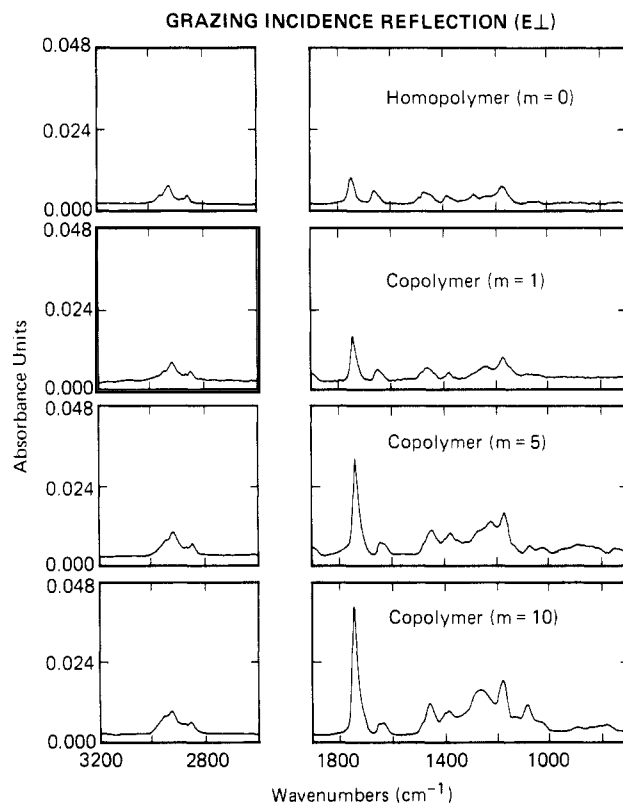 GRAZING INCIDENCE REFLECTION (E⊥)
0.048
0.024
0.000
Homopolymer (m = 0)
0.048
0.024
0.000
Copolymer (m = 1)
Absorbance Units
0.048
0.024
0.000
Copolymer (m = 5)
0.048
0.024
0.000
Copolymer (m = 10)
3200 2800 1800 1400 1000
Wavenumbers (cm⁻¹)